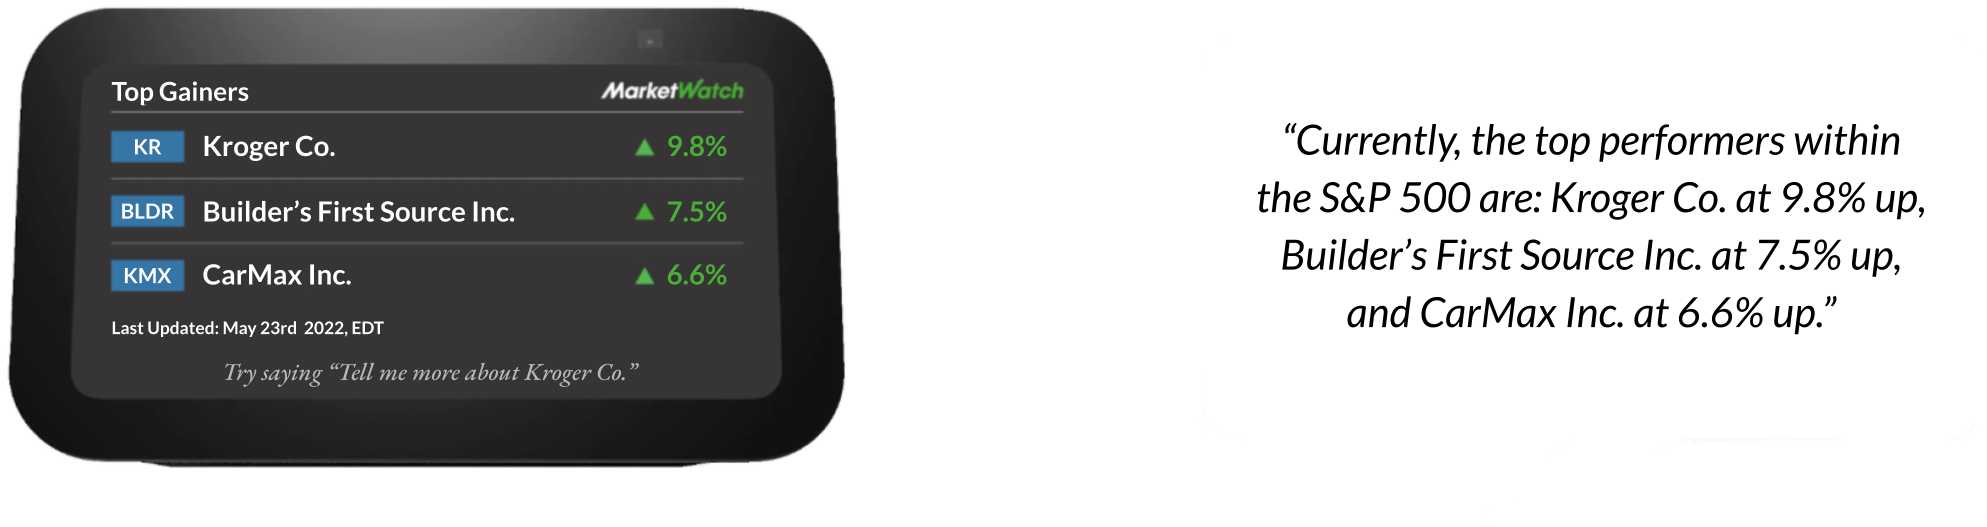 Top Gainers MarketWatch
KR Kroger Co. ▲ 9.8%
BLDR Builder’s First Source Inc. ▲ 7.5%
KMX CarMax Inc. ▲ 6.6%
Last Updated: May 23rd 2022, EDT
Try saying “Tell me more about Kroger Co.”
“Currently, the top performers within
the S&P 500 are: Kroger Co. at 9.8% up,
Builder’s First Source Inc. at 7.5% up,
and CarMax Inc. at 6.6% up.”